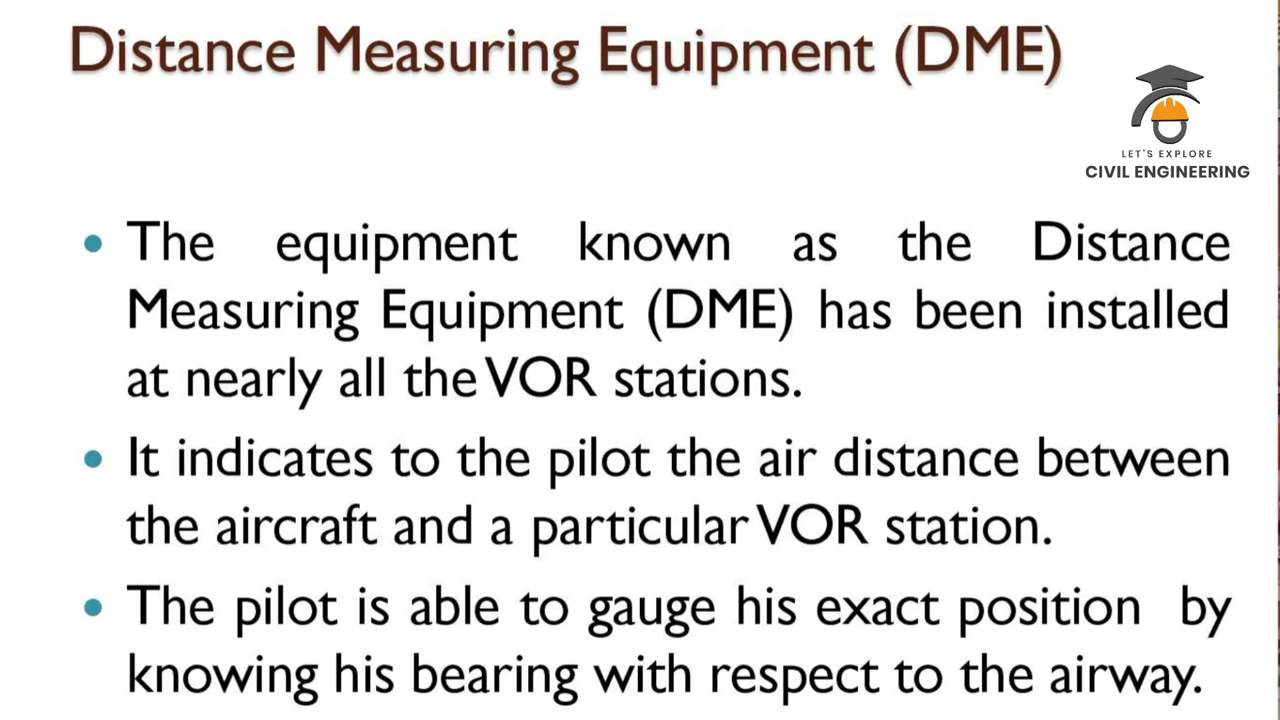 Distance Measuring Equipment (DME)
LET'S EXPLORE
CIVIL ENGINEERING
• The equipment known as the Distance
Measuring Equipment (DME) has been installed
at nearly all the VOR stations.
• It indicates to the pilot the air distance between
the aircraft and a particular VOR station.
• The pilot is able to gauge his exact position by
knowing his bearing with respect to the airway.